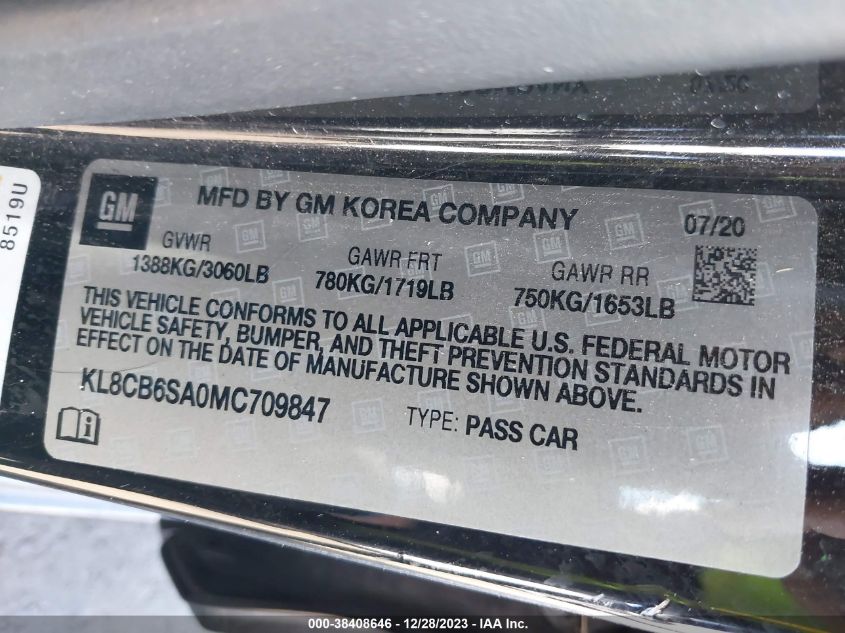 8519U
GM
MFD BY GM KOREA COMPANY
07/20
GVWR
1388KG/3060LB
GAWR FRT
780KG/1719LB
GAWR RR
750KG/1653LB
THIS VEHICLE CONFORMS TO ALL APPLICABLE U.S. FEDERAL MOTOR
VEHICLE SAFETY, BUMPER, AND THEFT PREVENTION STANDARDS IN
EFFECT ON THE DATE OF MANUFACTURE SHOWN ABOVE.
KL8CB6SA0MC709847
TYPE: PASS CAR
000-38408646 - 12/28/2023 - IAA Inc.